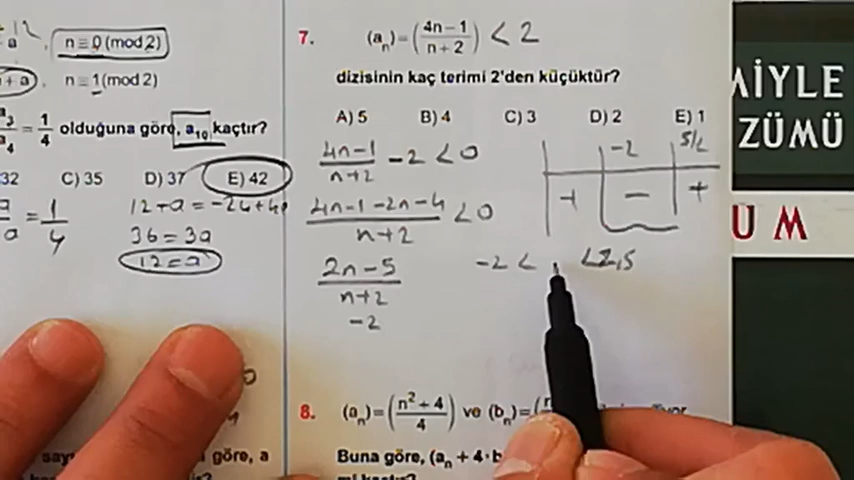 a
n ≡ 0 (mod 2)
+ a , n ≡ 1 (mod 2)
a₃/a₄ = 1/4 olduğuna göre, a₁₀ kaçtır?
32 C) 35 D) 37 E) 42
a = 1/4
12+a = -24+4a
36 = 3a
12 = a
göre, a
7. (aₙ) = (4n−1/n+2) < 2
dizisinin kaç terimi 2'den küçüktür?
A) 5 B) 4 C) 3 D) 2 E) 1
4n-1/n+2 - 2 < 0
4n-1-2n-4/n+2 < 0
2n-5/n+2
-2
-2 5/2
+ - +
-2 < < 2,5
8. (aₙ) = (n² + 4/4) ve (bₙ) = (
Buna göre, (aₙ + 4·b
MİYLE
ZÜMÜ
ÜM